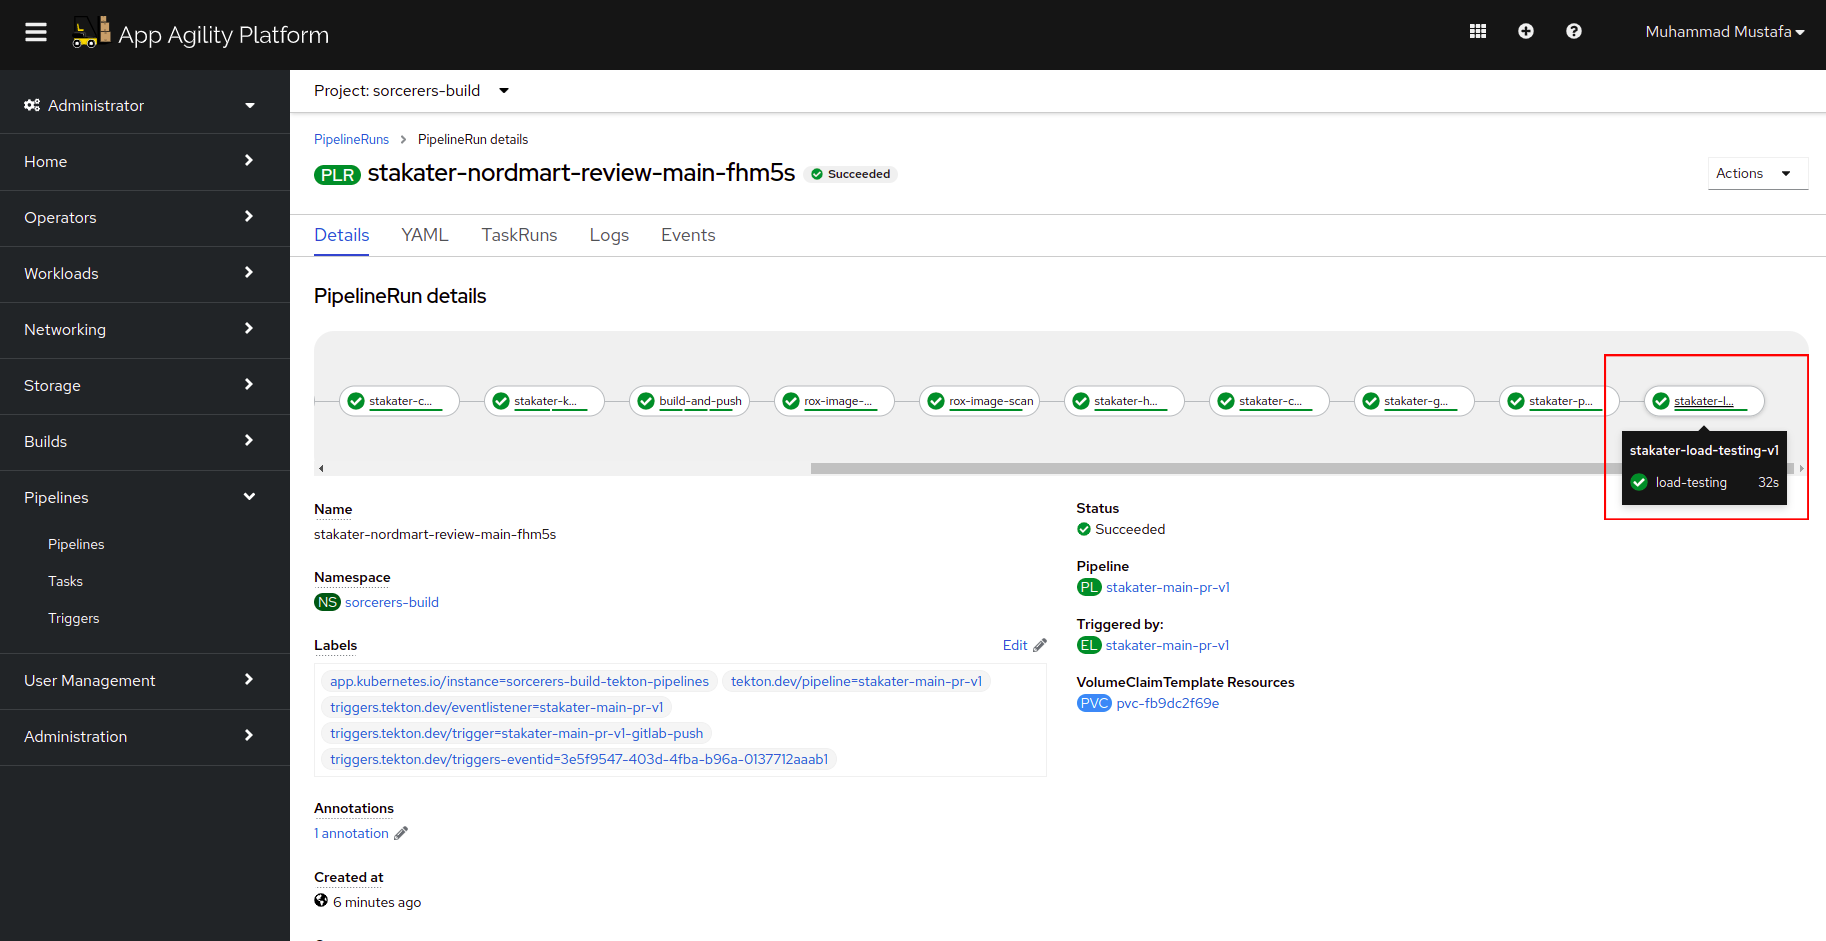 App Agility Platform
Muhammad Mustafa
Administrator
Home
Operators
Workloads
Networking
Storage
Builds
Pipelines
Pipelines
Tasks
Triggers
User Management
Administration
Project: sorcerers-build
PipelineRuns > PipelineRun details
PLR stakater-nordmart-review-main-fhm5s Succeeded
Actions
Details YAML TaskRuns Logs Events
PipelineRun details
stakater-c... stakater-k... build-and-push rox-image-... rox-image-scan stakater-h... stakater-c... stakater-g... stakater-p... stakater-l...
stakater-load-testing-v1
load-testing 32s
Name
stakater-nordmart-review-main-fhm5s
Namespace
NS sorcerers-build
Labels Edit
app.kubernetes.io/instance=sorcerers-build-tekton-pipelines tekton.dev/pipeline=stakater-main-pr-v1
triggers.tekton.dev/eventlistener=stakater-main-pr-v1
triggers.tekton.dev/trigger=stakater-main-pr-v1-gitlab-push
triggers.tekton.dev/triggers-eventid=3e5f9547-403d-4fba-b96a-0137712aaab1
Annotations
1 annotation
Created at
6 minutes ago
Status
Succeeded
Pipeline
PL stakater-main-pr-v1
Triggered by:
EL stakater-main-pr-v1
VolumeClaimTemplate Resources
PVC pvc-fb9dc2f69e